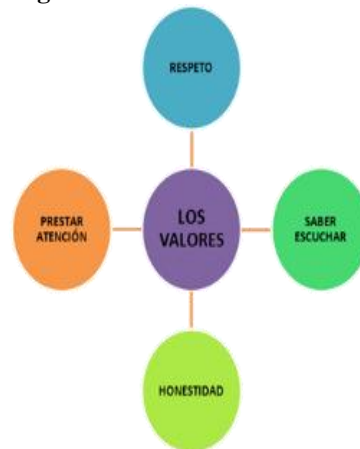 RESPETO
PRESTAR
ATENCIÓN
LOS
VALORES
SABER
ESCUCHAR
HONESTIDAD